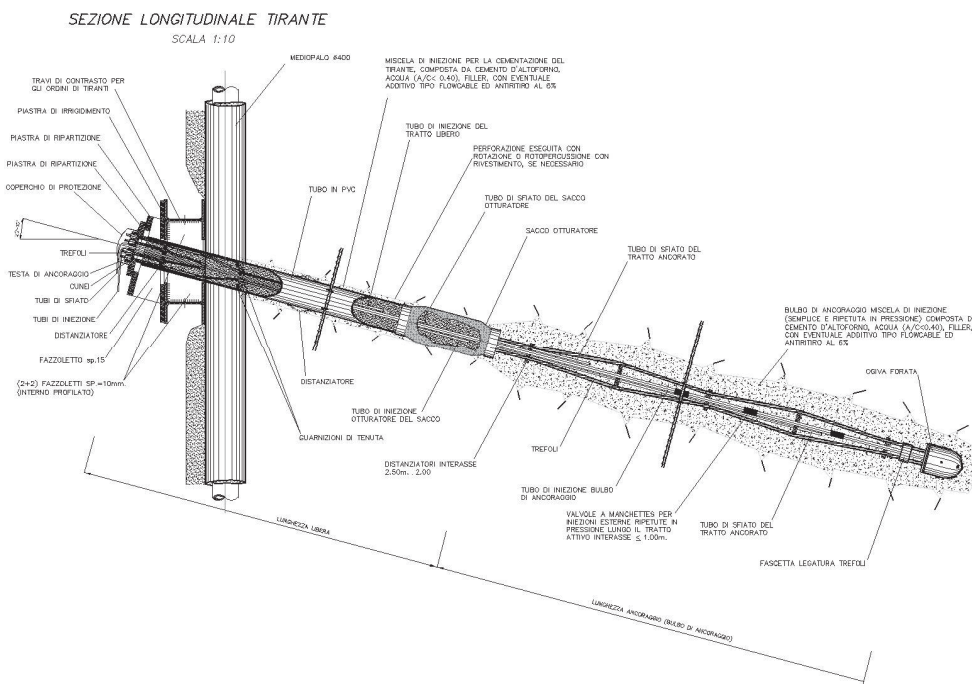 SEZIONE LONGITUDINALE TIRANTE
SCALA 1:10
MEDIOPALO ø400
MISCELA DI INIEZIONE PER LA CEMENTAZIONE DEL
TIRANTE, COMPOSTA DA CEMENTO D'ALTOFORNO,
ACQUA (A/C< 0.40), FILLER, CON EVENTUALE
ADDITIVO TIPO FLOWCABLE ED ANTIRITIRO AL 6%
TRAVI DI CONTRASTO PER
GLI ORDINI DI TIRANTI
PIASTRA DI IRRIGIDIMENTO
PIASTRA DI RIPARTIZIONE
PIASTRA DI RIPARTIZIONE
COPERCHIO DI PROTEZIONE
TREFOLI
TESTA DI ANCORAGGIO
CUNEI
TUBI DI SFIATO
TUBI DI INIEZIONE
DISTANZIATORE
FAZZOLETTO sp.15
(2+2) FAZZOLETTI SP.=10mm.
(INTERNO PROFILATO)
TUBO DI INIEZIONE DEL
TRATTO LIBERO
PERFORAZIONE ESEGUITA CON
ROTAZIONE O ROTOPERCUSSIONE CON
RIVESTIMENTO, SE NECESSARIO
TUBO IN PVC
TUBO DI SFIATO DEL SACCO
OTTURATORE
SACCO OTTURATORE
TUBO DI SFIATO DEL
TRATTO ANCORATO
BULBO DI ANCORAGGIO MISCELA DI INIEZIONE
(SEMPLICE E RIPETUTA IN PRESSIONE) COMPOSTA D
CEMENTO D'ALTOFORNO, ACQUA (A/C<0.40), FILLER,
CON EVENTUALE ADDITIVO TIPO FLOWCABLE ED
ANTIRITIRO AL 6%
OGIVA FORATA
DISTANZIATORE
TUBO DI INIEZIONE
OTTURATORE DEL SACCO
GUARNIZIONI DI TENUTA
TREFOLI
DISTANZIATORI INTERASSE
2.50m. . 2.00
TUBO DI INIEZIONE BULBO
DI ANCORAGGIO
VALVOLE A MANCHETTES PER
INIEZIONI ESTERNE RIPETUTE IN
PRESSIONE LUNGO IL TRATTO
ATTIVO INTERASSE ≤ 1.00m.
TUBO DI SFIATO DEL
TRATTO ANCORATO
FASCETTA LEGATURA TREFOLI
LUNGHEZZA LIBERA
LUNGHEZZA ANCORAGGIO (BULBO DI ANCORAGGIO)